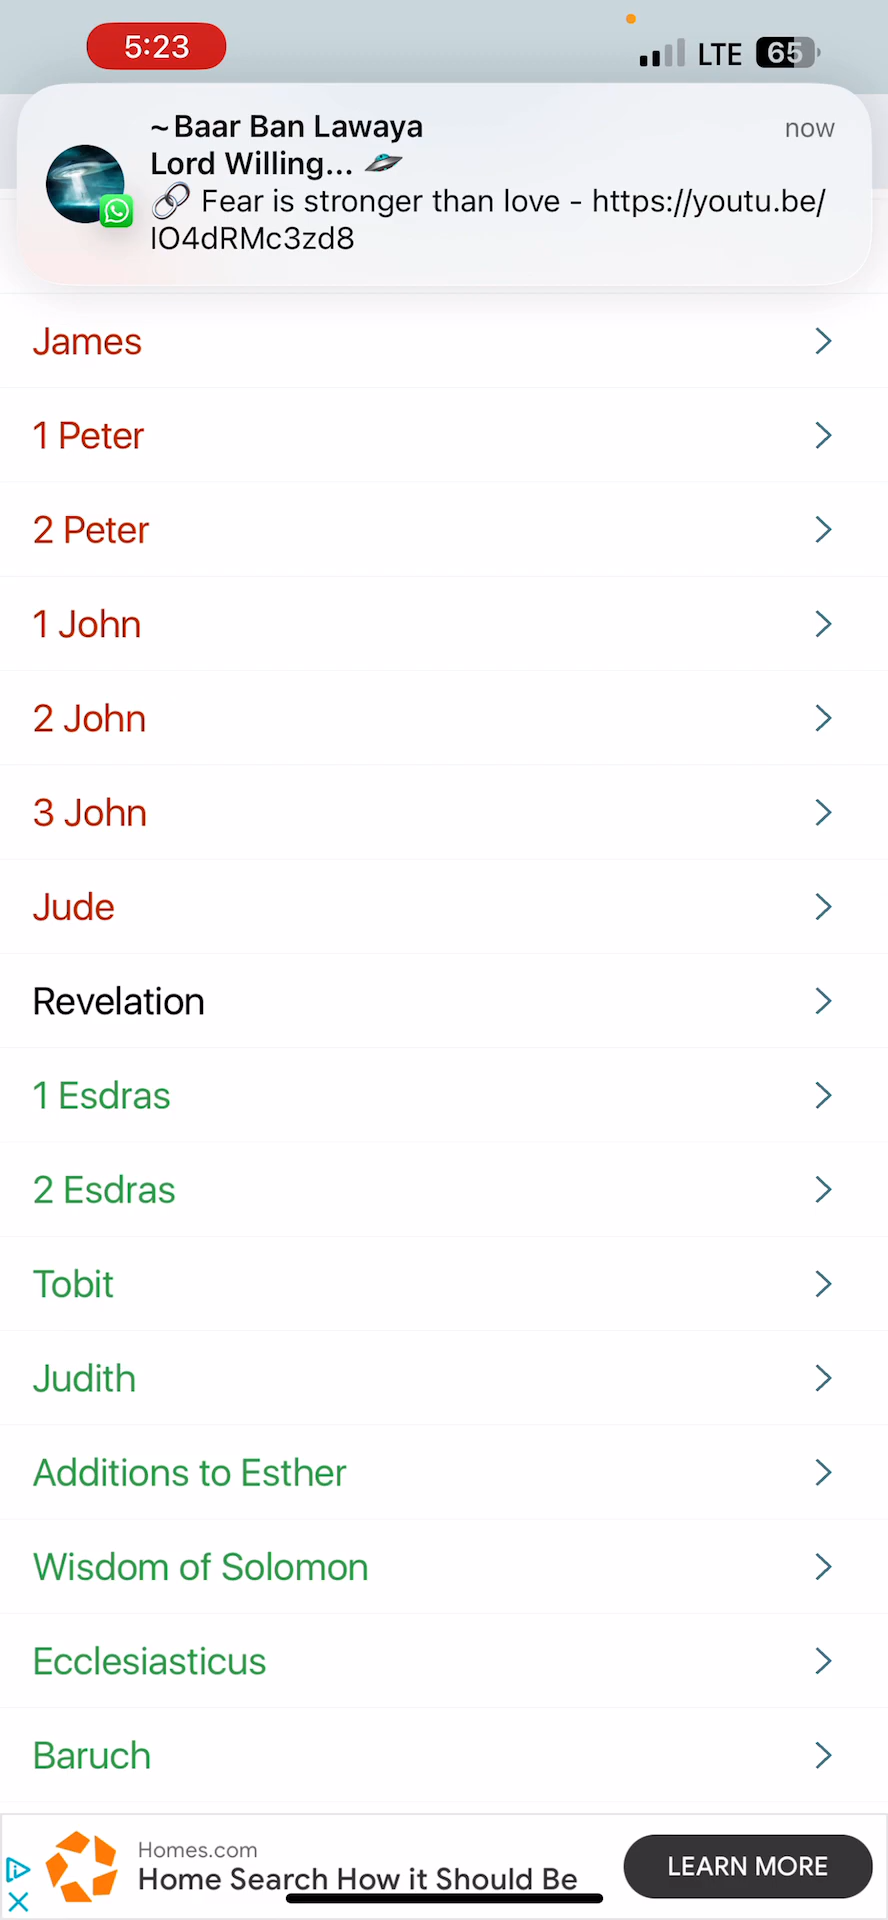 5:23
LTE 65
~Baar Ban Lawaya
now
Lord Willing... 🛸
🔗 Fear is stronger than love - https://youtu.be/
lO4dRMc3zd8
James
1 Peter
2 Peter
1 John
2 John
3 John
Jude
Revelation
1 Esdras
2 Esdras
Tobit
Judith
Additions to Esther
Wisdom of Solomon
Ecclesiasticus
Baruch
Homes.com
Home Search How it Should Be
LEARN MORE